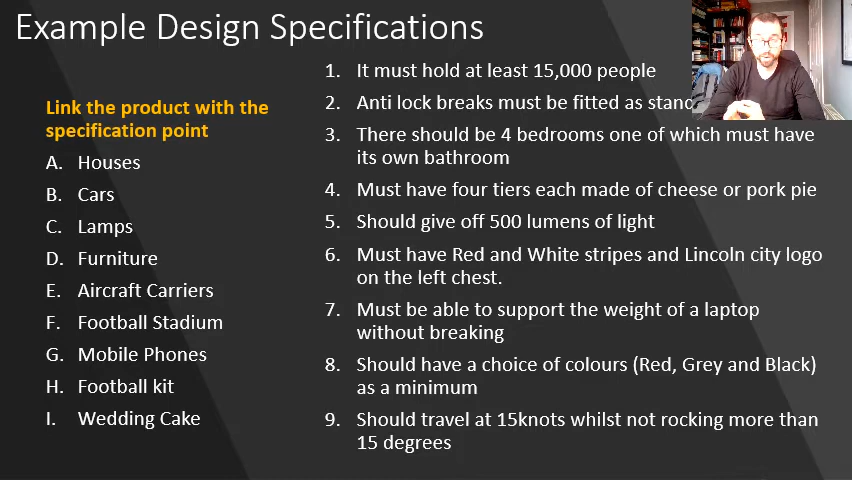 Example Design Specifications
Link the product with the
specification point
A. Houses
B. Cars
C. Lamps
D. Furniture
E. Aircraft Carriers
F. Football Stadium
G. Mobile Phones
H. Football kit
I. Wedding Cake
1. It must hold at least 15,000 people
2. Anti lock breaks must be fitted as
3. There should be 4 bedrooms one of which must have
its own bathroom
4. Must have four tiers each made of cheese or pork pie
5. Should give off 500 lumens of light
6. Must have Red and White stripes and Lincoln city logo
on the left chest.
7. Must be able to support the weight of a laptop
without breaking
8. Should have a choice of colours (Red, Grey and Black)
as a minimum
9. Should travel at 15knots whilst not rocking more than
15 degrees